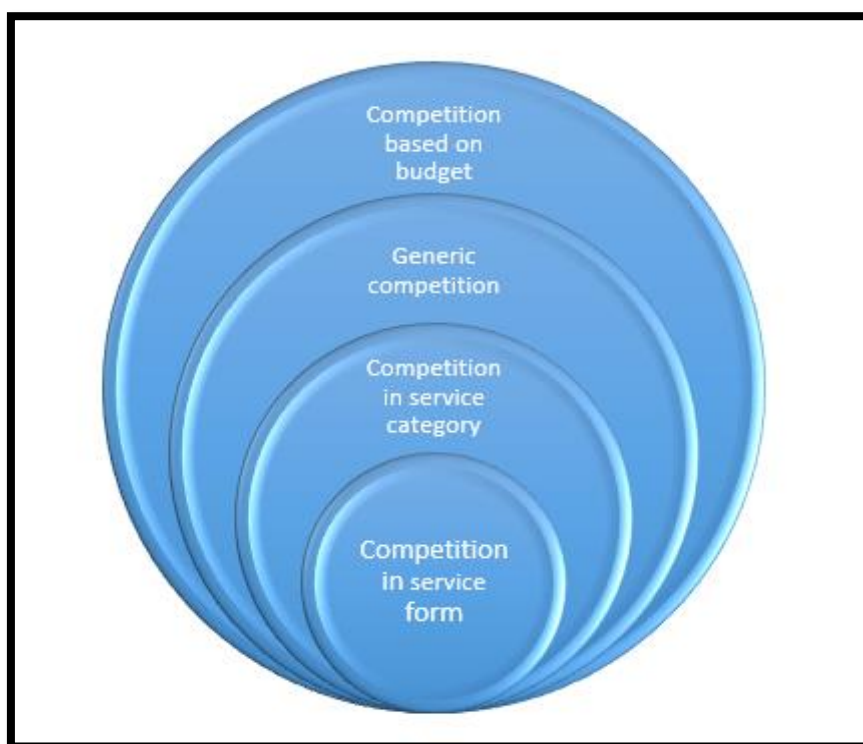 Competition
based on
budget
Generic
competition
Competition
in service
category
Competition
in service
form